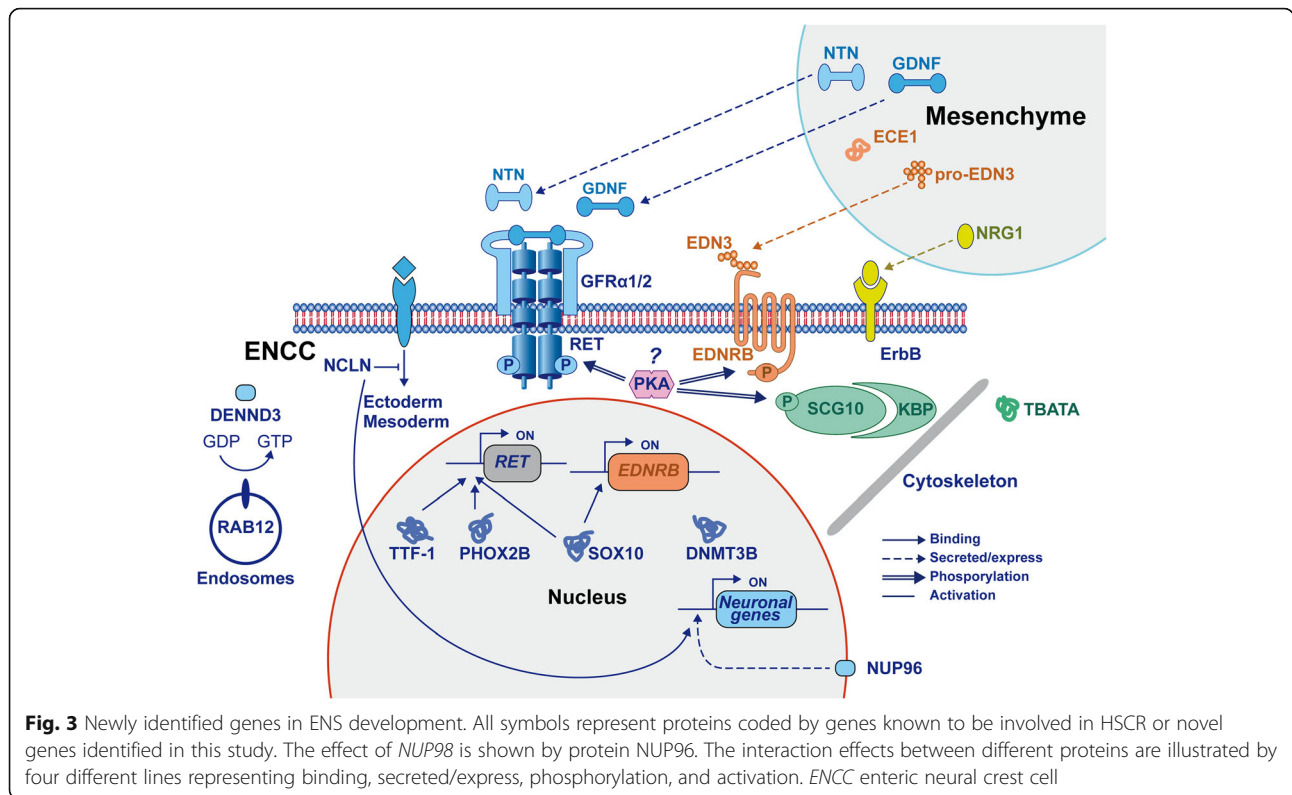 NTN
GDNF
Mesenchyme
ECE1
pro-EDN3
NRG1
NTN
GDNF
EDN3
GFRα1/2
ENCC
RET
EDNRB
ErbB
NCLN
P
P
?
PKA
P
DENND3
GDP
GTP
Ectoderm
Mesoderm
P
SCG10
KBP
TBATA
ON
RET
ON
EDNRB
Cytoskeleton
RAB12
TTF-1
PHOX2B
SOX10
DNMT3B
Endosomes
Nucleus
ON
Neuronal
genes
Binding
Secreted/express
Phosporylation
Activation
NUP96
Fig. 3 Newly identified genes in ENS development. All symbols represent proteins coded by genes known to be involved in HSCR or novel
genes identified in this study. The effect of NUP98 is shown by protein NUP96. The interaction effects between different proteins are illustrated by
four different lines representing binding, secreted/express, phosphorylation, and activation. ENCC enteric neural crest cell